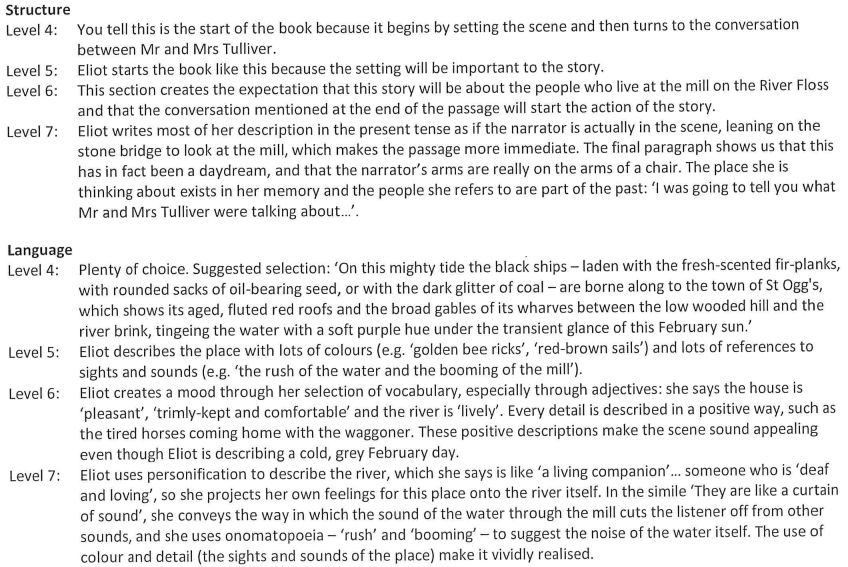 Structure
Level 4: You tell this is the start of the book because it begins by setting the scene and then turns to the conversation
between Mr and Mrs Tulliver.
Level 5: Eliot starts the book like this because the setting will be important to the story.
Level 6: This section creates the expectation that this story will be about the people who live at the mill on the River Floss
and that the conversation mentioned at the end of the passage will start the action of the story.
Level 7: Eliot writes most of her description in the present tense as if the narrator is actually in the scene, leaning on the
stone bridge to look at the mill, which makes the passage more immediate. The final paragraph shows us that this
has in fact been a daydream, and that the narrator's arms are really on the arms of a chair. The place she is
thinking about exists in her memory and the people she refers to are part of the past: 'I was going to tell you what
Mr and Mrs Tulliver were talking about...'.
Language
Level 4: Plenty of choice. Suggested selection: 'On this mighty tide the black ships – laden with the fresh-scented fir-planks,
with rounded sacks of oil-bearing seed, or with the dark glitter of coal – are borne along to the town of St Ogg's,
which shows its aged, fluted red roofs and the broad gables of its wharves between the low wooded hill and the
river brink, tingeing the water with a soft purple hue under the transient glance of this February sun.'
Level 5: Eliot describes the place with lots of colours (e.g. 'golden bee ricks', 'red-brown sails') and lots of references to
sights and sounds (e.g. 'the rush of the water and the booming of the mill').
Level 6: Eliot creates a mood through her selection of vocabulary, especially through adjectives: she says the house is
'pleasant', 'trimly-kept and comfortable' and the river is 'lively'. Every detail is described in a positive way, such as
the tired horses coming home with the waggoner. These positive descriptions make the scene sound appealing
even though Eliot is describing a cold, grey February day.
Level 7: Eliot uses personification to describe the river, which she says is like 'a living companion'... someone who is 'deaf
and loving', so she projects her own feelings for this place onto the river itself. In the simile 'They are like a curtain
of sound', she conveys the way in which the sound of the water through the mill cuts the listener off from other
sounds, and she uses onomatopoeia – 'rush' and 'booming' – to suggest the noise of the water itself. The use of
colour and detail (the sights and sounds of the place) make it vividly realised.